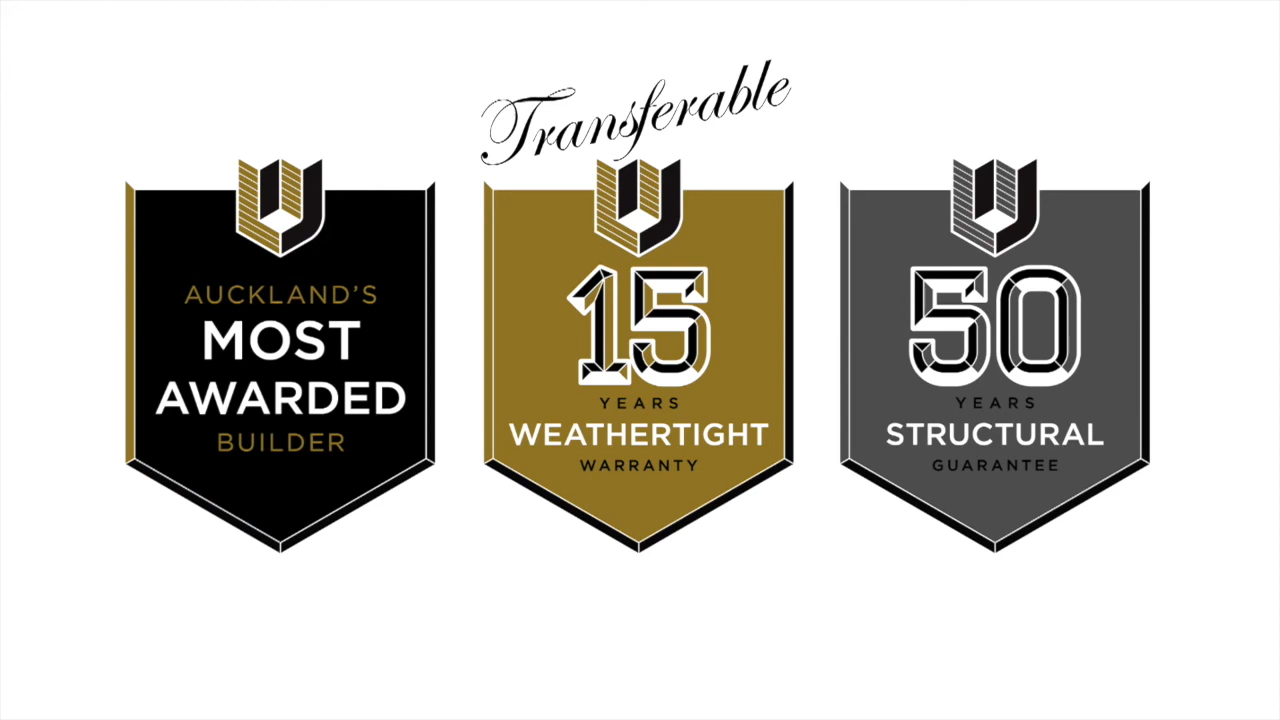 Transferable
AUCKLAND'S
MOST
AWARDED
BUILDER
15
YEARS
WEATHERTIGHT
WARRANTY
50
YEARS
STRUCTURAL
GUARANTEE